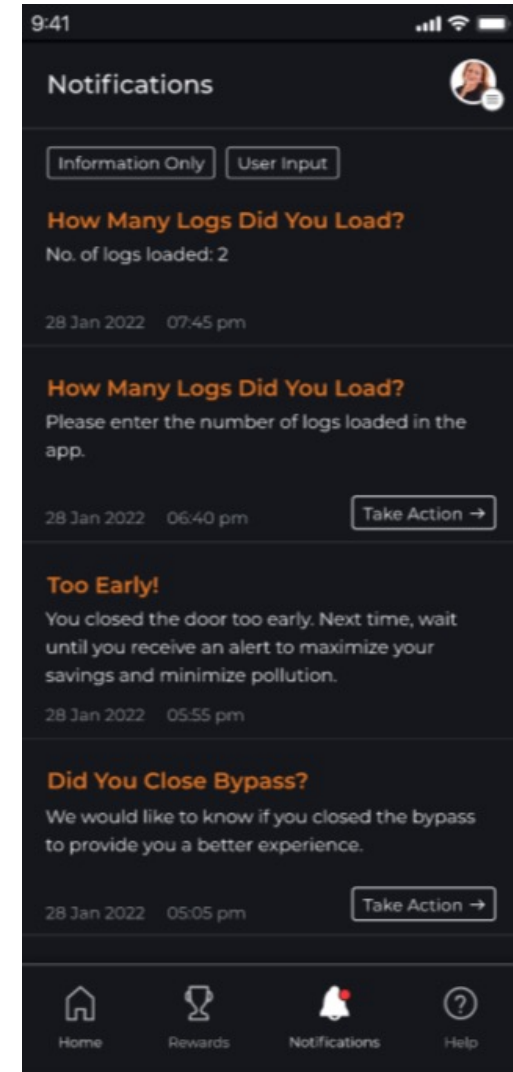 9:41
Notifications
Information Only User Input
How Many Logs Did You Load?
No. of logs loaded: 2
28 Jan 2022 07:45 pm
How Many Logs Did You Load?
Please enter the number of logs loaded in the
app.
28 Jan 2022 06:40 pm Take Action →
Too Early!
You closed the door too early. Next time, wait
until you receive an alert to maximize your
savings and minimize pollution.
28 Jan 2022 05:55 pm
Did You Close Bypass?
We would like to know if you closed the bypass
to provide you a better experience.
28 Jan 2022 05:05 pm Take Action →
Home Rewards Notifications Help